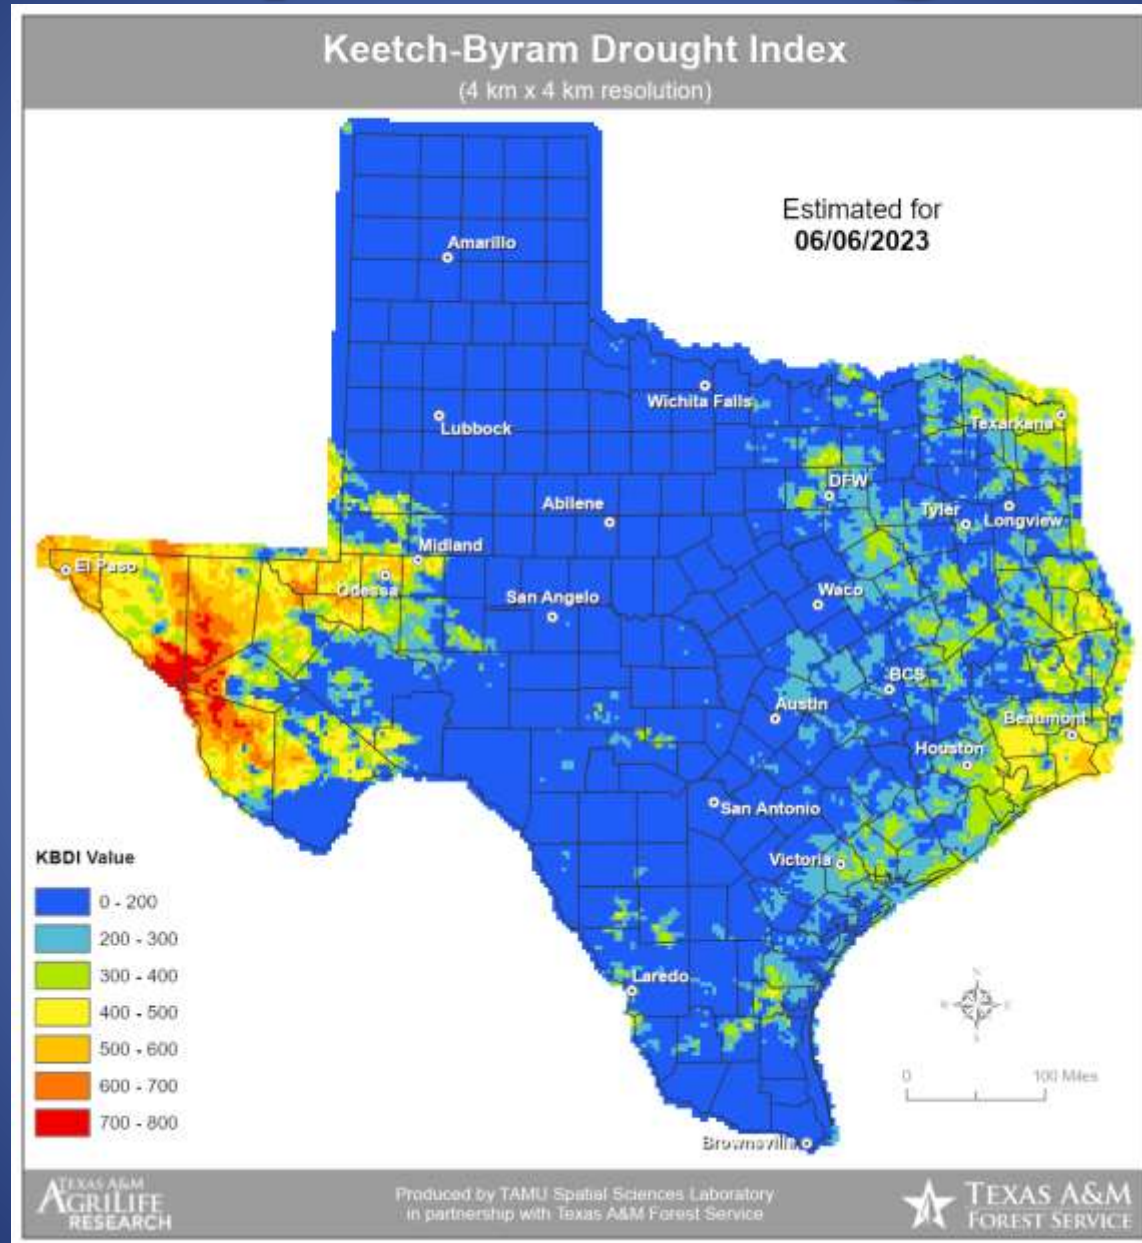 Keetch-Byram Drought Index
(4 km x 4 km resolution)
Estimated for
06/06/2023
Amarillo
Wichita Falls
Lubbock
Texarkana
DFW
Abilene
Tyler
Longview
Midland
El Paso
Odessa
San Angelo
Waco
BCS
Austin
Beaumont
Houston
San Antonio
Victoria
Laredo
Brownsville
KBDI Value
0 - 200
200 - 300
300 - 400
400 - 500
500 - 600
600 - 700
700 - 800
0 100 Miles
TEXAS A&M
AGRILIFE
RESEARCH
Produced by TAMU Spatial Sciences Laboratory
in partnership with Texas A&M Forest Service
TEXAS A&M
FOREST SERVICE